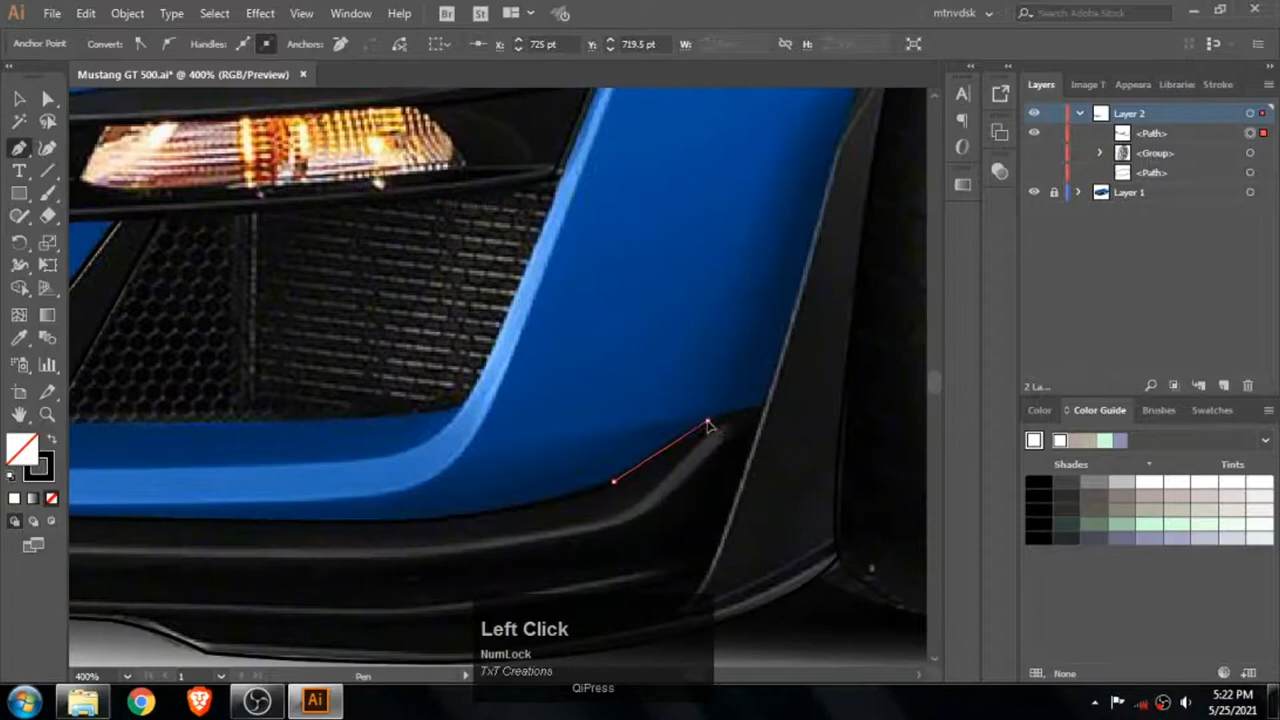 Ai File Edit Object Type Select Effect View Window Help Br St mtnvdsk Search Adobe Stock
Anchor Point Convert: Handles: Anchors: X: 725 pt Y: 719.5 pt W: H:
Mustang GT 500.ai* @ 400% (RGB/Preview) ×
Layers Image T Appeara Librarie Stroke
Layer 2
<Path>
<Group>
<Path>
Layer 1
2 La...
Color Color Guide Brushes Swatches
Shades Tints
None
Left Click
NumLock
TxT Creations
QiPress
400% 1 Pen
Ai 5:22 PM
5/25/2021